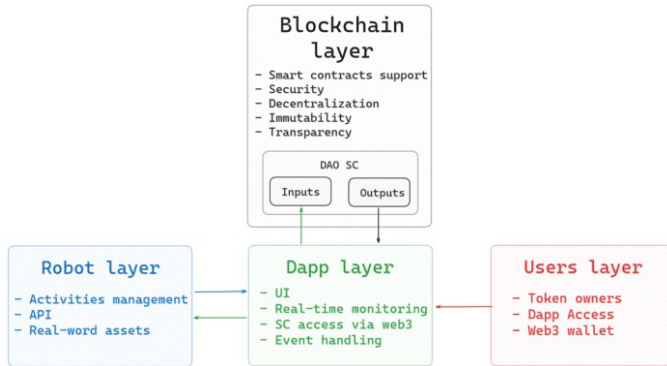 Blockchain
layer
- Smart contracts support
- Security
- Decentralization
- Immutability
- Transparency
DAO SC
Inputs
Outputs
Robot layer
- Activities management
- API
- Real-word assets
Dapp layer
- UI
- Real-time monitoring
- SC access via web3
- Event handling
Users layer
- Token owners
- Dapp Access
- Web3 wallet